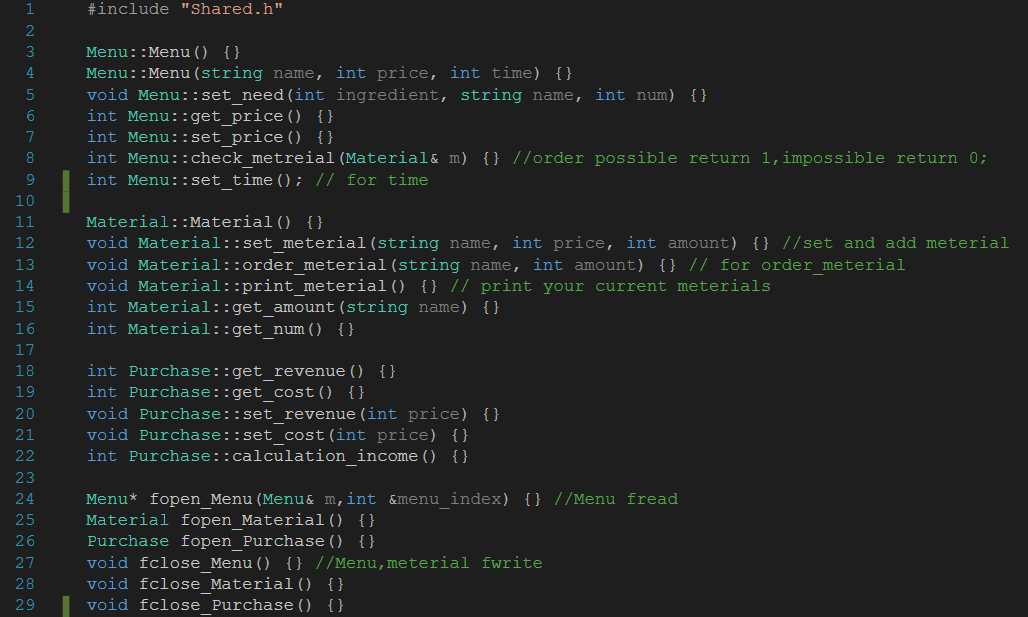 1 #include "Shared.h"
2
3 Menu::Menu() {}
4 Menu::Menu(string name, int price, int time) {}
5 void Menu::set_need(int ingredient, string name, int num) {}
6 int Menu::get_price() {}
7 int Menu::set_price() {}
8 int Menu::check_metreial(Material& m) {} //order possible return 1,impossible return 0;
9 int Menu::set_time(); // for time
10
11 Material::Material() {}
12 void Material::set_meterial(string name, int price, int amount) {} //set and add meterial
13 void Material::order_meterial(string name, int amount) {} // for order_meterial
14 void Material::print_meterial() {} // print your current meterials
15 int Material::get_amount(string name) {}
16 int Material::get_num() {}
17
18 int Purchase::get_revenue() {}
19 int Purchase::get_cost() {}
20 void Purchase::set_revenue(int price) {}
21 void Purchase::set_cost(int price) {}
22 int Purchase::calculation_income() {}
23
24 Menu* fopen_Menu(Menu& m,int &menu_index) {} //Menu fread
25 Material fopen_Material() {}
26 Purchase fopen_Purchase() {}
27 void fclose_Menu() {} //Menu,meterial fwrite
28 void fclose_Material() {}
29 void fclose_Purchase() {}